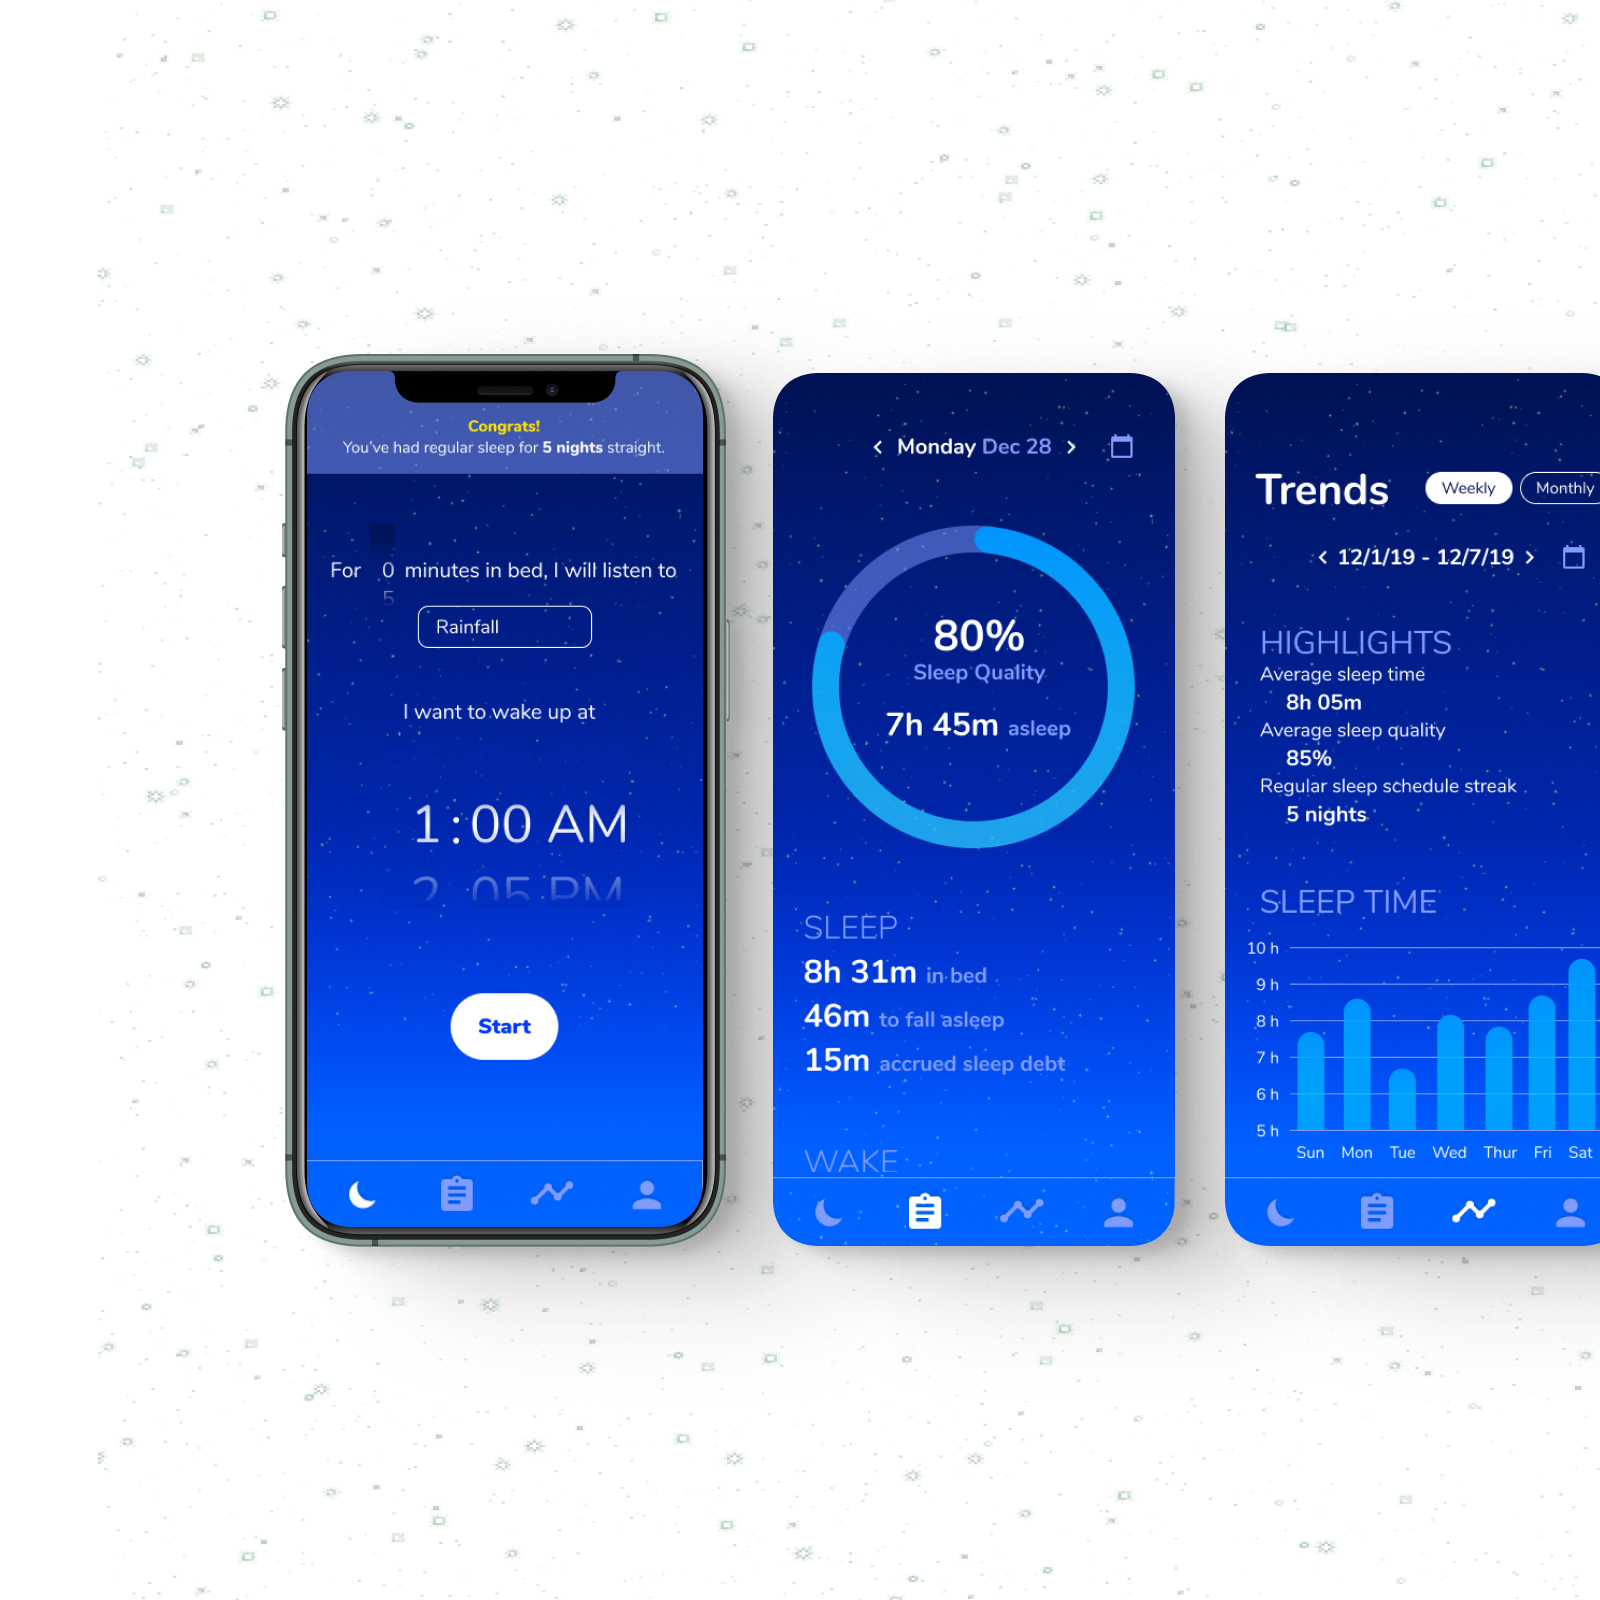 Congrats!
You've had regular sleep for 5 nights straight.
For 0 minutes in bed, I will listen to
5
Rainfall
I want to wake up at
1:00 AM
2 05 PM
Start
Monday Dec 28
80%
Sleep Quality
7h 45m asleep
SLEEP
8h 31m in bed
46m to fall asleep
15m accrued sleep debt
WAKE
Trends
Weekly
Monthly
12/1/19 - 12/7/19
HIGHLIGHTS
Average sleep time
8h 05m
Average sleep quality
85%
Regular sleep schedule streak
5 nights
SLEEP TIME
10 h
9 h
8 h
7 h
6 h
5 h
Sun Mon Tue Wed Thur Fri Sat